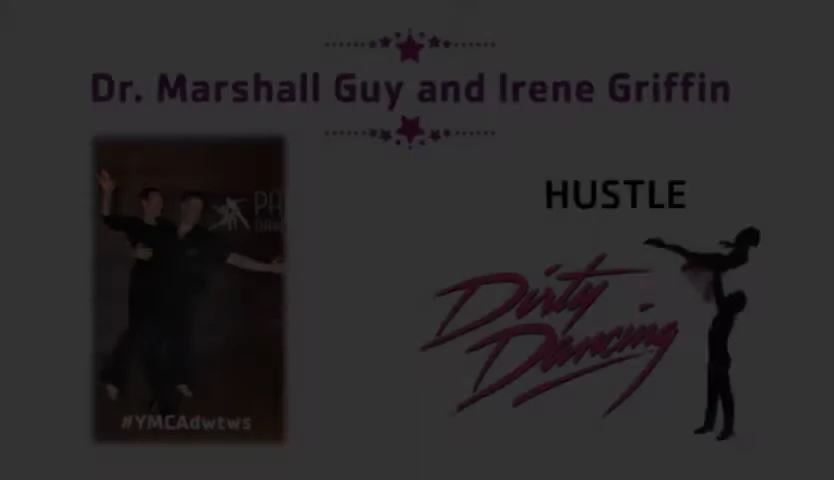 Dr. Marshall Guy and Irene Griffin
HUSTLE
Dirty
Dancing
#YMCAdwtws